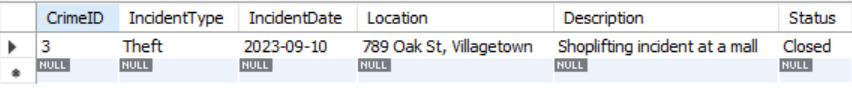 CrimeID IncidentType IncidentDate Location Description Status
3 Theft 2023-09-10 789 Oak St, Villagetown Shoplifting incident at a mall Closed
NULL NULL NULL NULL NULL NULL